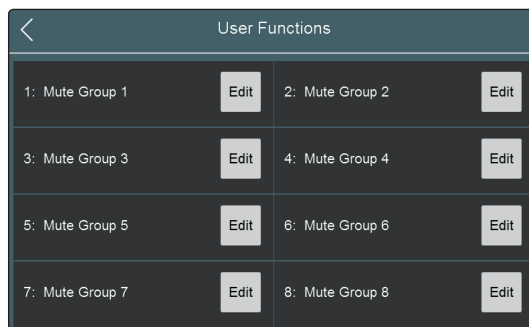 User Functions
1: Mute Group 1 Edit 2: Mute Group 2 Edit
3: Mute Group 3 Edit 4: Mute Group 4 Edit
5: Mute Group 5 Edit 6: Mute Group 6 Edit
7: Mute Group 7 Edit 8: Mute Group 8 Edit